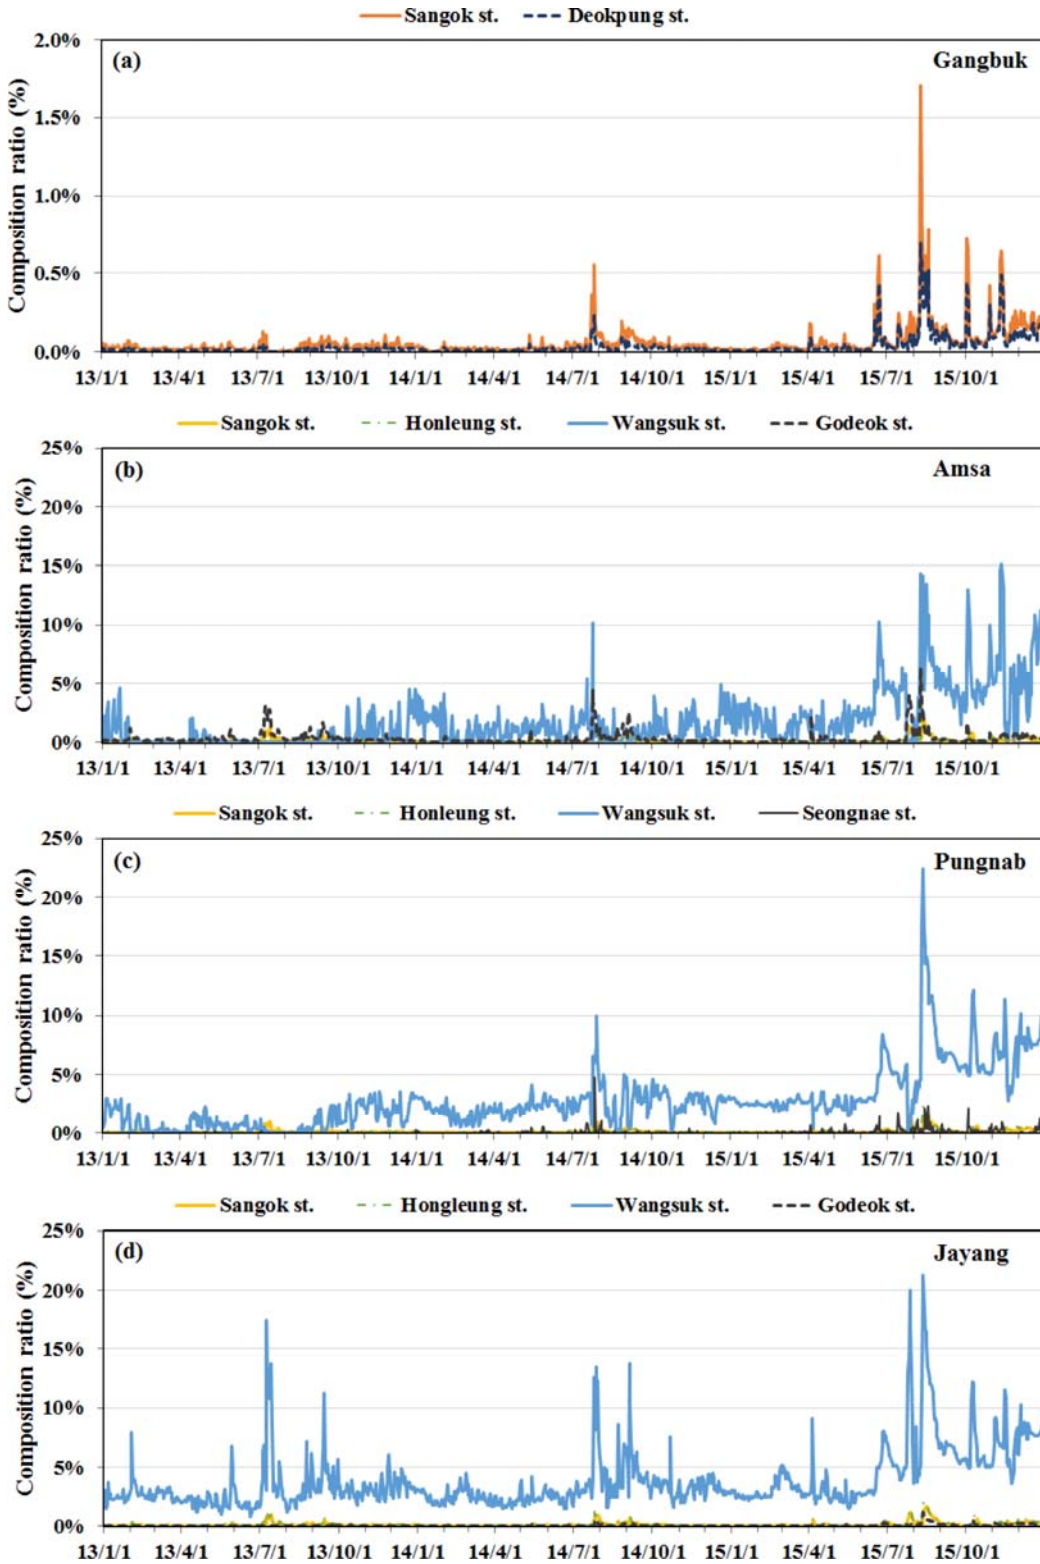 Sangok st. Deokpung st.
(a) Gangbuk
Composition ratio (%)
2.0%
1.5%
1.0%
0.5%
0.0%
13/1/1 13/4/1 13/7/1 13/10/1 14/1/1 14/4/1 14/7/1 14/10/1 15/1/1 15/4/1 15/7/1 15/10/1
Sangok st. Honleung st. Wangsuk st. Godeok st.
(b) Amsa
Composition ratio (%)
25%
20%
15%
10%
5%
0%
13/1/1 13/4/1 13/7/1 13/10/1 14/1/1 14/4/1 14/7/1 14/10/1 15/1/1 15/4/1 15/7/1 15/10/1
Sangok st. Honleung st. Wangsuk st. Seongnae st.
(c) Pungnab
Composition ratio (%)
25%
20%
15%
10%
5%
0%
13/1/1 13/4/1 13/7/1 13/10/1 14/1/1 14/4/1 14/7/1 14/10/1 15/1/1 15/4/1 15/7/1 15/10/1
Sangok st. Hongleung st. Wangsuk st. Godeok st.
(d) Jayang
Composition ratio (%)
25%
20%
15%
10%
5%
0%
13/1/1 13/4/1 13/7/1 13/10/1 14/1/1 14/4/1 14/7/1 14/10/1 15/1/1 15/4/1 15/7/1 15/10/1